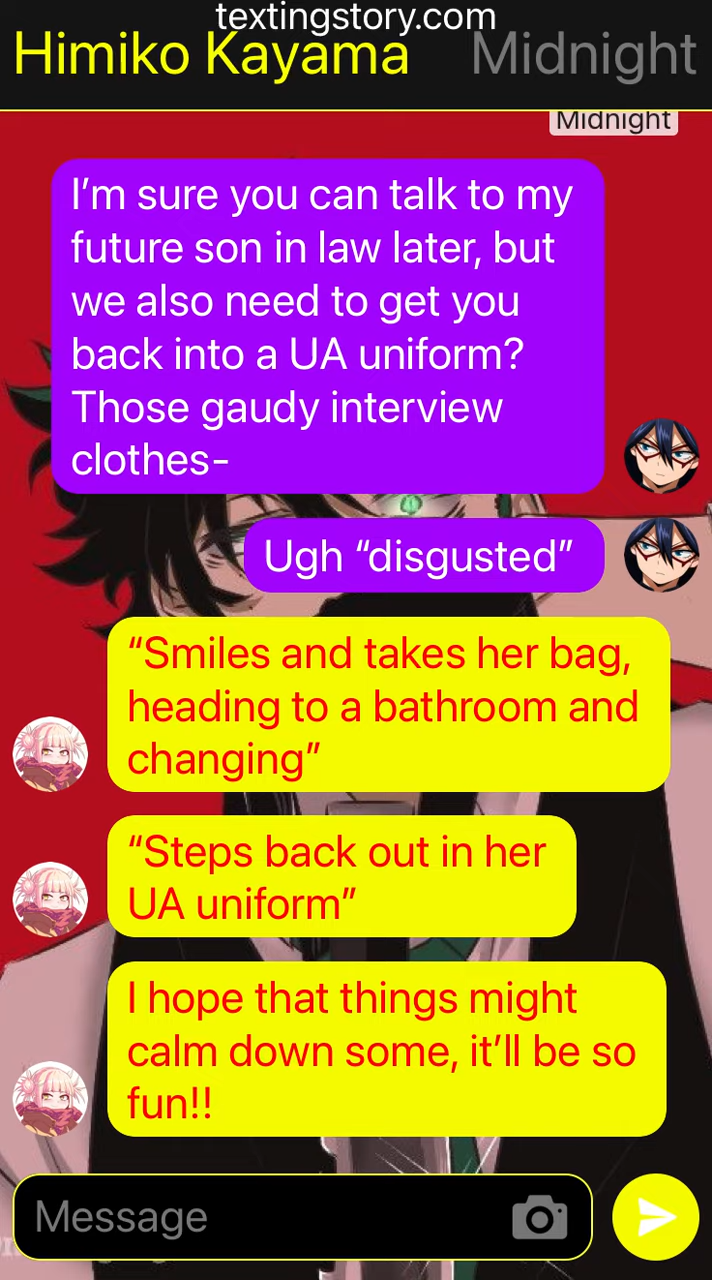 textingstory.com
Himiko Kayama Midnight
Midnight
I’m sure you can talk to my
future son in law later, but
we also need to get you
back into a UA uniform?
Those gaudy interview
clothes-
Ugh “disgusted”
“Smiles and takes her bag,
heading to a bathroom and
changing”
“Steps back out in her
UA uniform”
I hope that things might
calm down some, it’ll be so
fun!!
Message